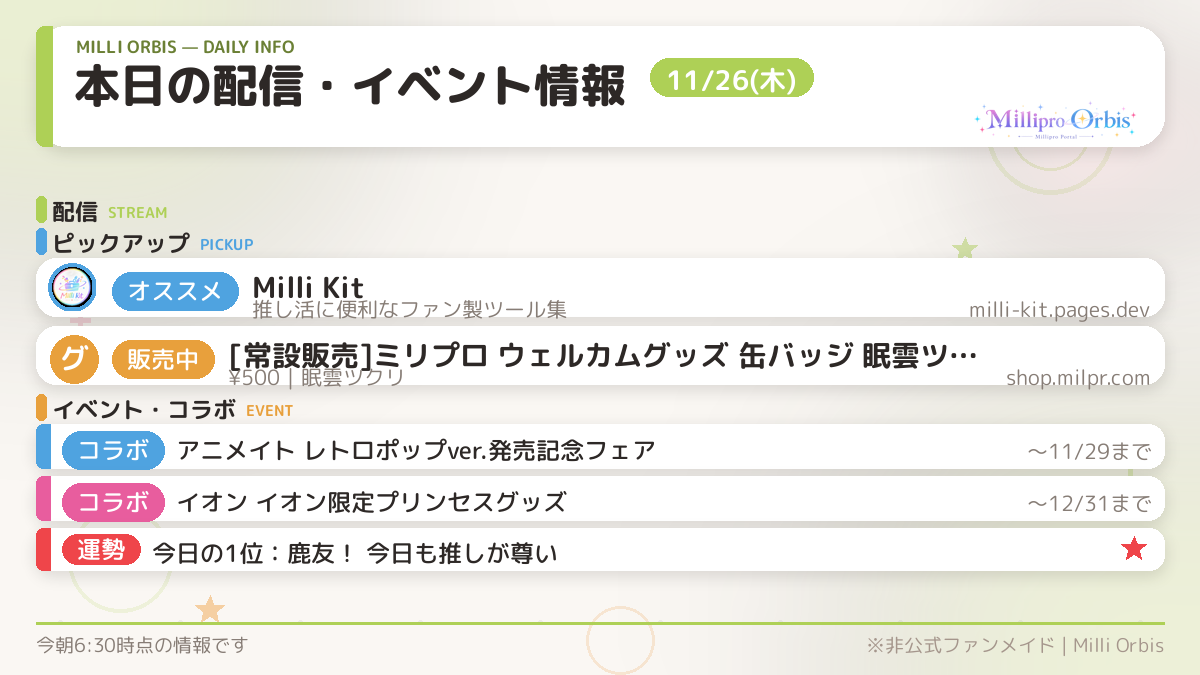 MILLI ORBIS — DAILY INFO
本日の配信・イベント情報 11/26(木)
Millipro Orbis
Millipro Portal
配信 STREAM
ピックアップ PICKUP
オススメ Milli Kit
推し活に便利なファン製ツール集 milli-kit.pages.dev
グ 販売中 [常設販売]ミリプロ ウェルカムグッズ 缶バッジ 眠雲ツ…
¥500 | 眠雲ツクリ shop.milpr.com
イベント・コラボ EVENT
コラボ アニメイト レトロポップver.発売記念フェア ～11/29まで
コラボ イオン イオン限定プリンセスグッズ ～12/31まで
運勢 今日の1位：鹿友！ 今日も推しが尊い
今朝6:30時点の情報です ※非公式ファンメイド | Milli Orbis